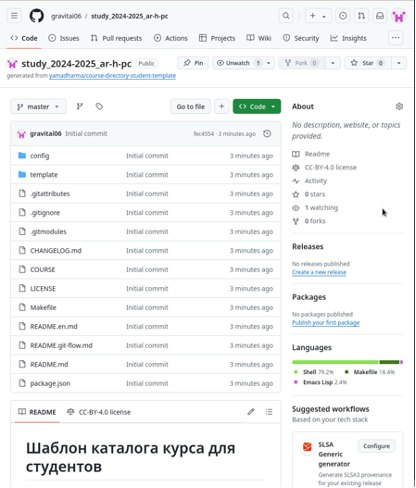 gravitai06 / study_2024-2025_ar-h-pc
Code Issues Pull requests Actions Projects Wiki Security Insights
study_2024-2025_ar-h-pc Public Pin Unwatch 1 Fork 0 Star 0
generated from yamadharma/course-directory-student-template
master Go to file Code
gravitai06 Initial commit fec4554 · 3 minutes ago
config Initial commit 3 minutes ago
template Initial commit 3 minutes ago
.gitattributes Initial commit 3 minutes ago
.gitignore Initial commit 3 minutes ago
.gitmodules Initial commit 3 minutes ago
CHANGELOG.md Initial commit 3 minutes ago
COURSE Initial commit 3 minutes ago
LICENSE Initial commit 3 minutes ago
Makefile Initial commit 3 minutes ago
README.en.md Initial commit 3 minutes ago
README.git-flow.md Initial commit 3 minutes ago
README.md Initial commit 3 minutes ago
package.json Initial commit 3 minutes ago
README CC-BY-4.0 license
Шаблон каталога курса для
студентов
About
No description, website, or topics
provided.
Readme
CC-BY-4.0 license
Activity
0 stars
1 watching
0 forks
Releases
No releases published
Create a new release
Packages
No packages published
Publish your first package
Languages
Shell 79.2% Makefile 18.4%
Emacs Lisp 2.4%
Suggested workflows
Based on your tech stack
SLSA
Generic
generator
Configure
Generate SLSA3 provenance
for your existing release